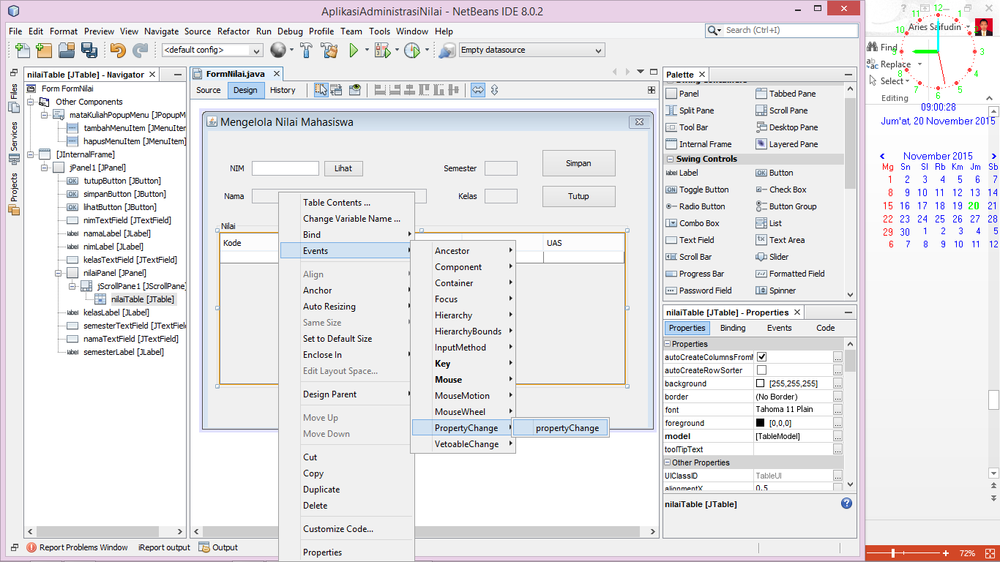 AplikasiAdministrasiNilai - NetBeans IDE 8.0.2
File Edit Format Preview View Navigate Source Refactor Run Debug Profile Team Tools Window Help
Search (Ctrl+I)
<default config>
Empty datasource
nilaiTable [JTable] - Navigator
Files
Services
Projects
Form FormNilai
Other Components
mataKuliahPopupMenu [JPopupM
tambahMenuItem [JMenuItem]
hapusMenuItem [JMenuItem]
[JInternalFrame]
jPanel1 [JPanel]
tutupButton [JButton]
simpanButton [JButton]
lihatButton [JButton]
nimTextField [JTextField]
namaLabel [JLabel]
nimLabel [JLabel]
kelasTextField [JTextField]
nilaiPanel [JPanel]
jScrollPane1 [JScrollPane]
nilaiTable [JTable]
kelasLabel [JLabel]
semesterTextField [JTextField]
namaTextField [JTextField]
semesterLabel [JLabel]
FormNilai.java
Source Design History
Mengelola Nilai Mahasiswa
NIM Lihat Semester Simpan
Nama Kelas Tutup
Nilai
Kode UAS
Table Contents ...
Change Variable Name ...
Bind
Events
Align
Anchor
Auto Resizing
Same Size
Set to Default Size
Enclose In
Edit Layout Space...
Design Parent
Move Up
Move Down
Cut
Copy
Duplicate
Delete
Customize Code...
Properties
Ancestor
Component
Container
Focus
Hierarchy
HierarchyBounds
InputMethod
Key
Mouse
MouseMotion
MouseWheel
PropertyChange
VetoableChange
propertyChange
Palette
Swing Containers
Panel Tabbed Pane
Split Pane Scroll Pane
Tool Bar Desktop Pane
Internal Frame Layered Pane
Swing Controls
Label Button
Toggle Button Check Box
Radio Button Button Group
Combo Box List
Text Field Text Area
Scroll Bar Slider
Progress Bar Formatted Field
Password Field Spinner
nilaiTable [JTable] - Properties
Properties Binding Events Code
Properties
autoCreateColumnsFromM
autoCreateRowSorter
background [255,255,255]
border (No Border)
font Tahoma 11 Plain
foreground [0,0,0]
model [TableModel]
toolTipText
Other Properties
UIClassID TableUI
alignmentX 0.5
nilaiTable [JTable]
Report Problems Window iReport output Output
Aries Saifudin
Find
Replace
Select
Editing
12 1 2 3 4 5 6 7 8 9 10 11
09:00:28
Jum'at, 20 November 2015
November 2015
Mg Sn Sl Rb Km Jm Sb
1 2 3 4 5 6 7
8 9 10 11 12 13 14
15 16 17 18 19 20 21
22 23 24 25 26 27 28
29 30 1 2 3 4 5
6 7 8 9 10 11 12
72%